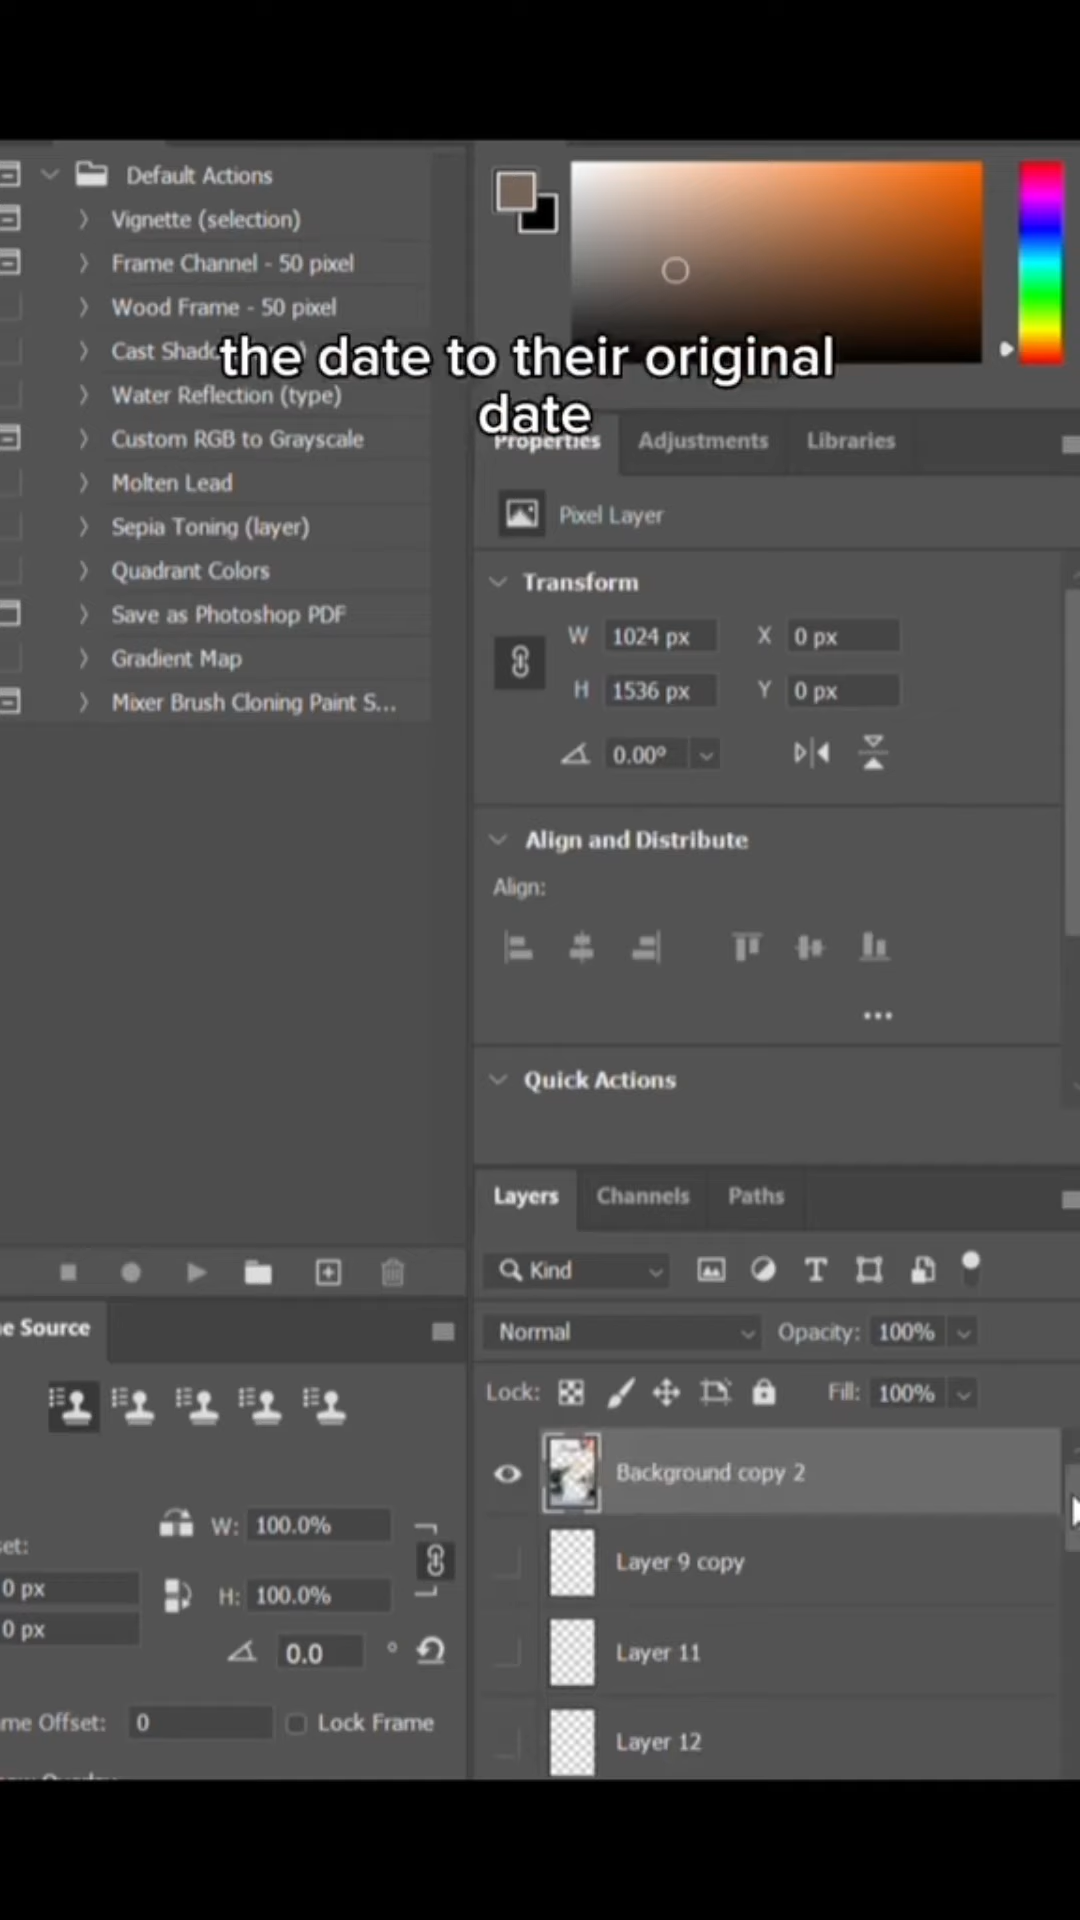 Default Actions
Vignette (selection)
Frame Channel - 50 pixel
Wood Frame - 50 pixel
Cast Shado
the date to their original
date
Water Reflection (type)
Custom RGB to Grayscale
Molten Lead
Sepia Toning (layer)
Quadrant Colors
Save as Photoshop PDF
Gradient Map
Mixer Brush Cloning Paint S...
Properties Adjustments Libraries
Pixel Layer
Transform
W 1024 px X 0 px
H 1536 px Y 0 px
0.00º
Align and Distribute
Align:
Quick Actions
Layers Channels Paths
Kind
Normal Opacity: 100%
Lock: Fill: 100%
Background copy 2
Layer 9 copy
Layer 11
Layer 12
e Source
W: 100.0%
set:
0 px
H: 100.0%
0 px
0.0 °
me Offset: 0 Lock Frame